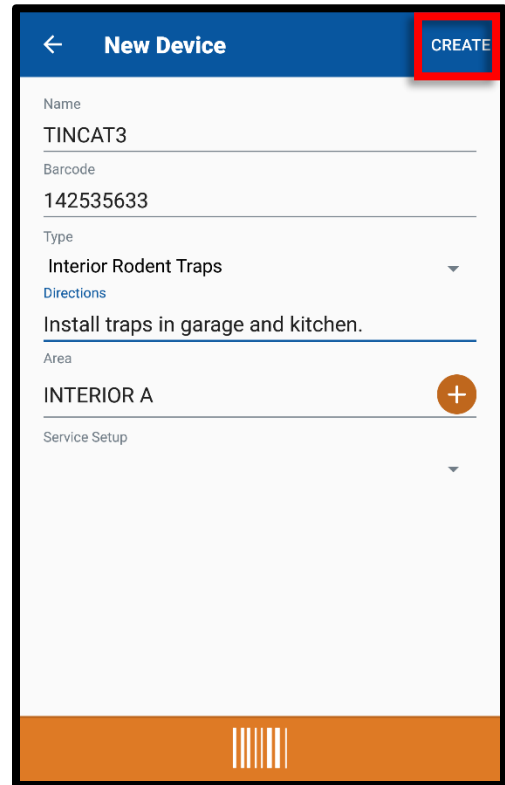 New Device
CREATE
Name
TINCAT3
Barcode
142535633
Type
Interior Rodent Traps
Directions
Install traps in garage and kitchen.
Area
INTERIOR A
Service Setup